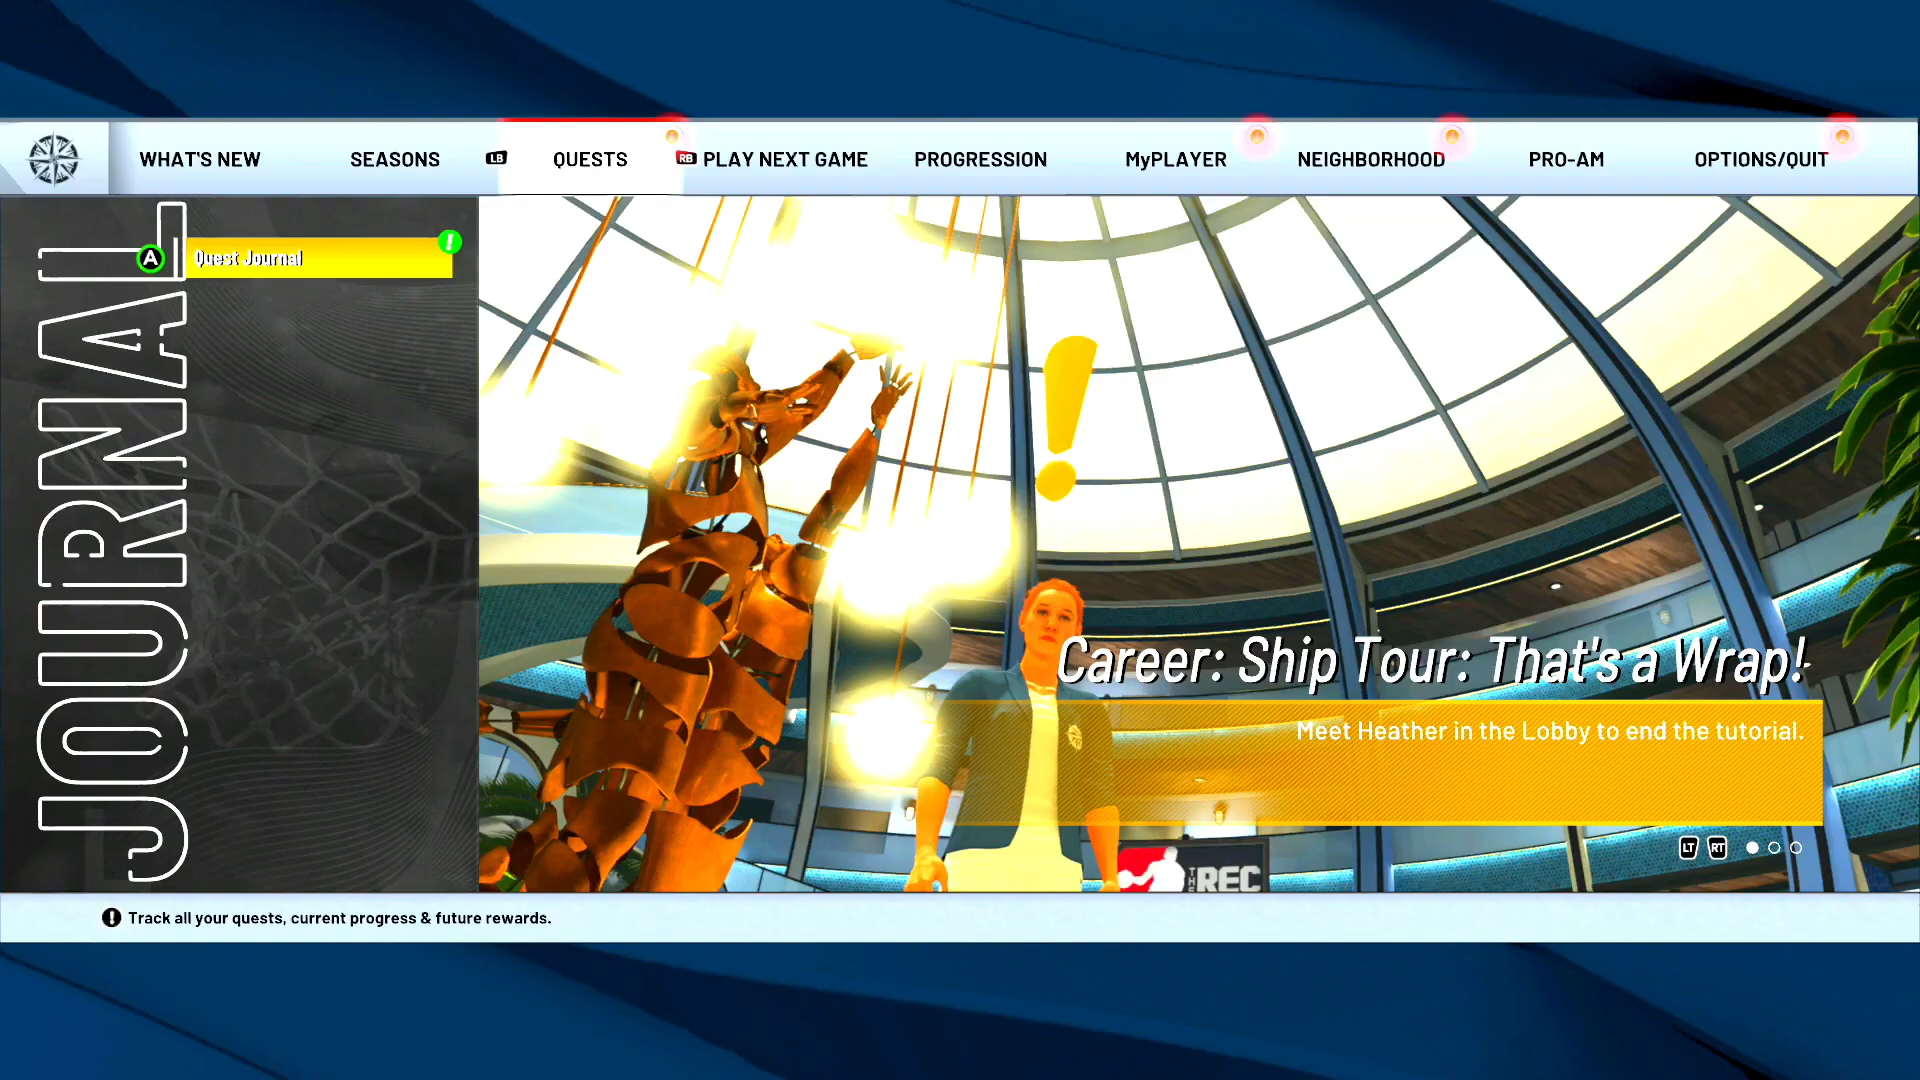 WHAT'S NEW
SEASONS
LB
QUESTS
RB
PLAY NEXT GAME
PROGRESSION
MyPLAYER
NEIGHBORHOOD
PRO-AM
OPTIONS/QUIT
JOURNAL
A
Quest Journal
!
Career: Ship Tour: That's a Wrap!
Meet Heather in the Lobby to end the tutorial.
LT RT
THE REC
Track all your quests, current progress & future rewards.